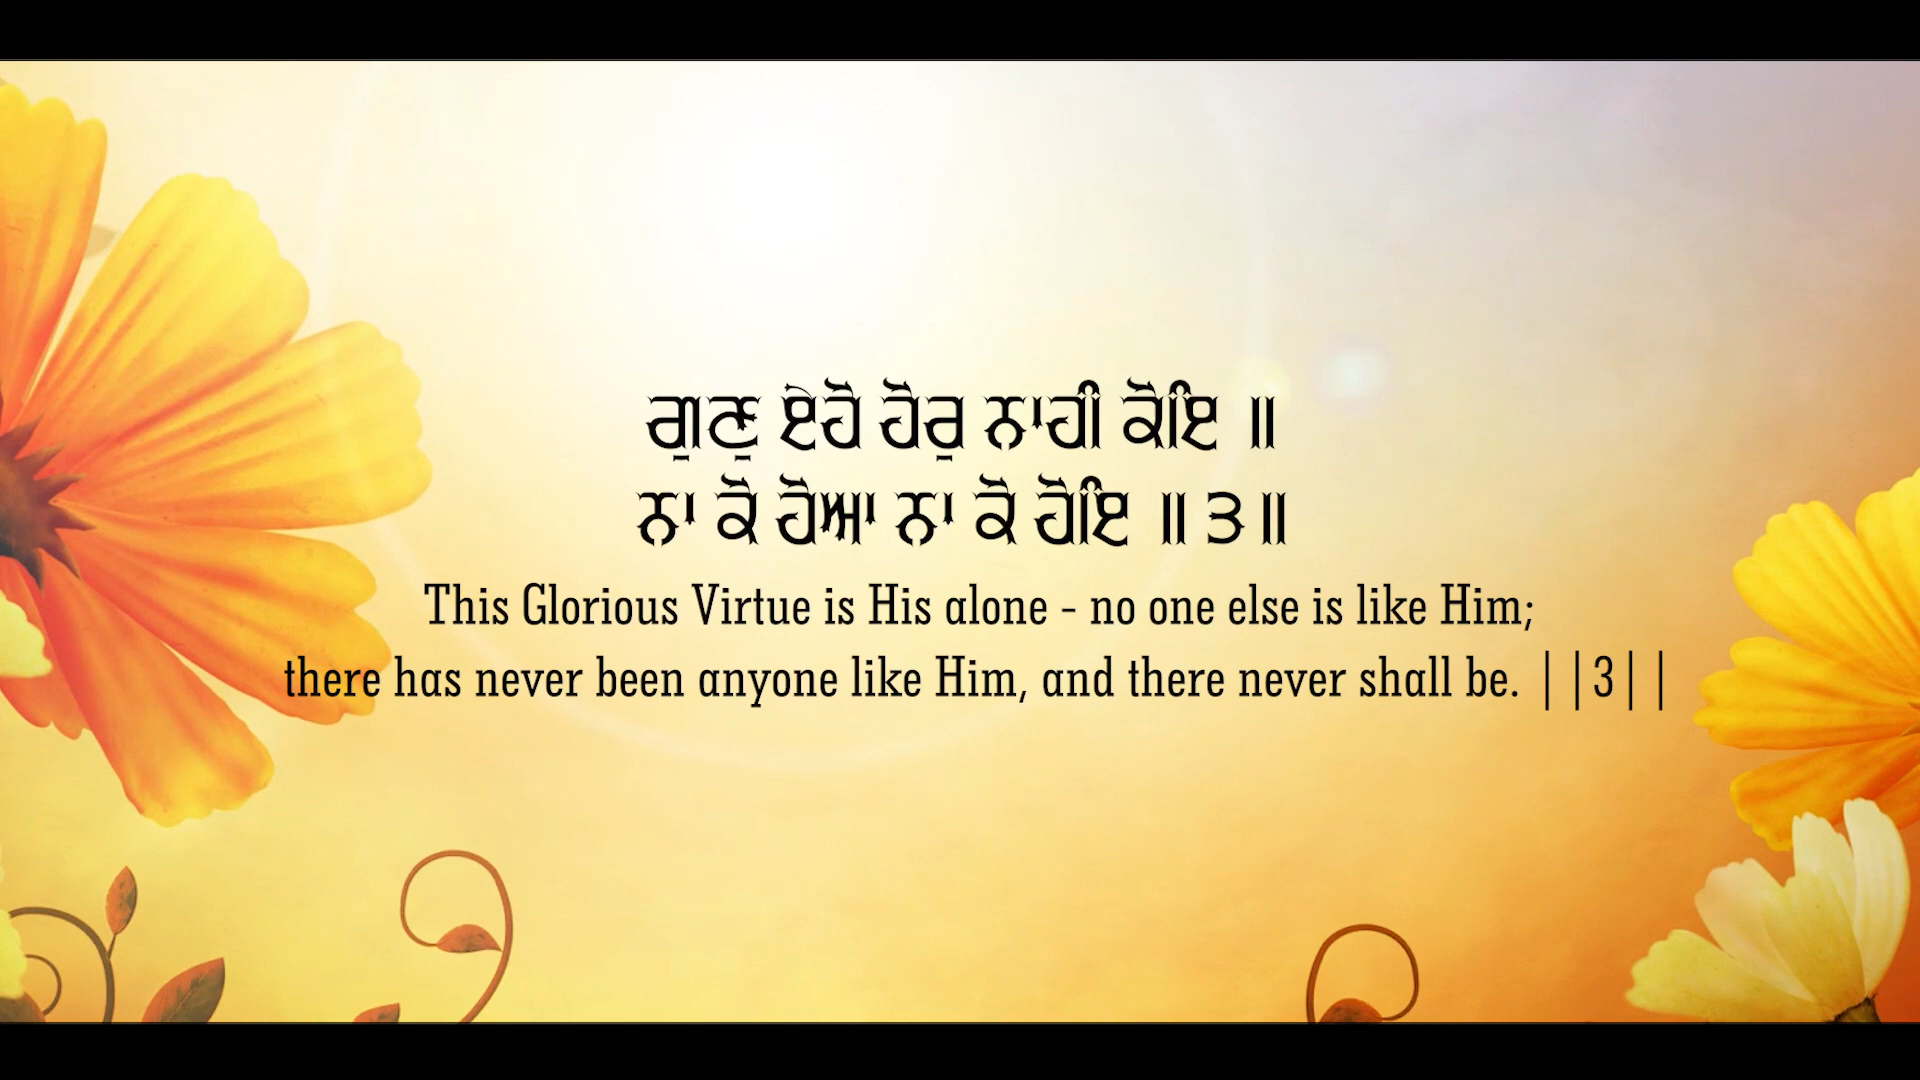 ਗੁਣੁ ਏਹੋ ਹੋਰੁ ਨਾਹੀ ਕੋਇ ॥
ਨਾ ਕੋ ਹੋਆ ਨਾ ਕੋ ਹੋਇ ॥੩॥
This Glorious Virtue is His alone - no one else is like Him;
there has never been anyone like Him, and there never shall be. ||3||